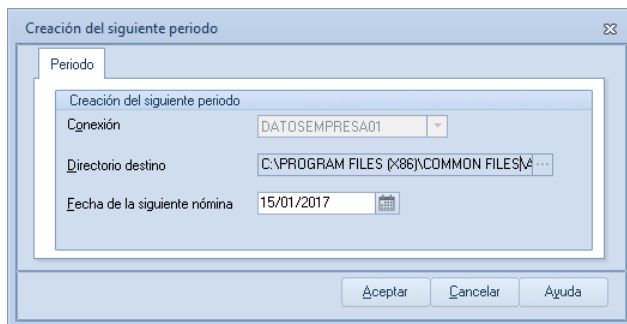 Creación del siguiente periodo
Periodo
Creación del siguiente periodo
Conexión DATOSEMPRESA01
Directorio destino C:\PROGRAM FILES (X86)\COMMON FILES\A ...
Fecha de la siguiente nómina 15/01/2017
Aceptar Cancelar Ayuda